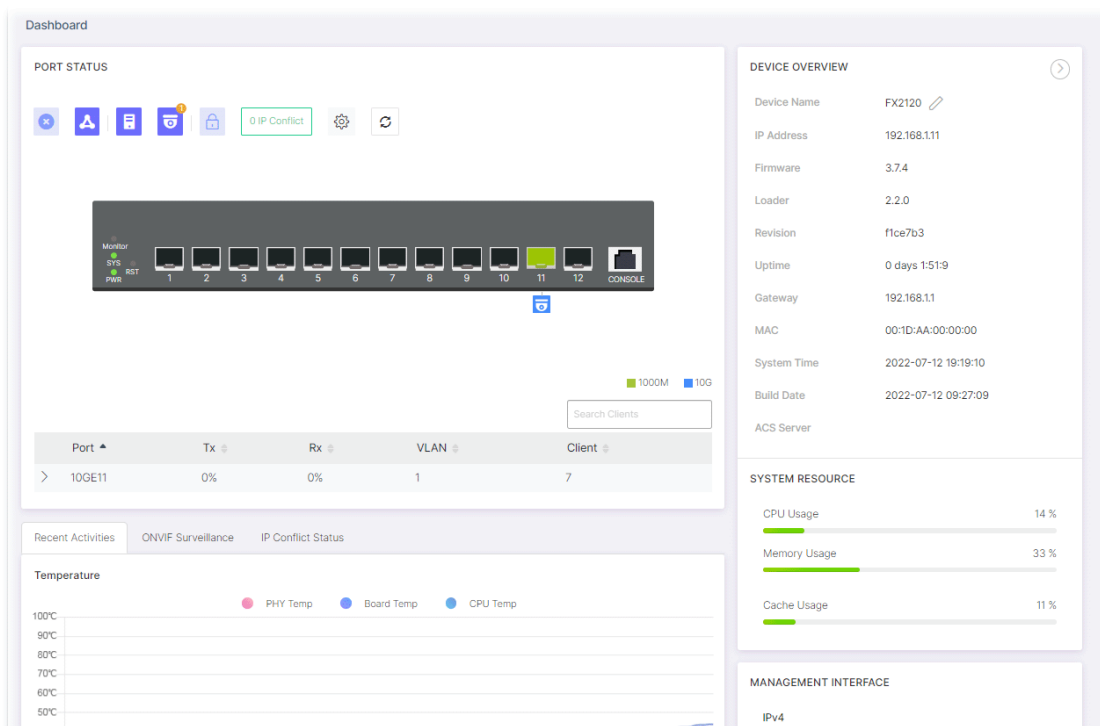 Dashboard
PORT STATUS
1
0 IP Conflict
Monitor
SYS
RST
PWR
1 2 3 4 5 6 7 8 9 10 11 12 CONSOLE
1000M 10G
Search Clients
Port Tx Rx VLAN Client
10GE11 0% 0% 1 7
Recent Activities ONVIF Surveillance IP Conflict Status
Temperature
PHY Temp Board Temp CPU Temp
100℃
90℃
80℃
70℃
60℃
50℃
DEVICE OVERVIEW
Device Name FX2120
IP Address 192.168.1.11
Firmware 3.7.4
Loader 2.2.0
Revision f1ce7b3
Uptime 0 days 1:51:9
Gateway 192.168.1.1
MAC 00:1D:AA:00:00:00
System Time 2022-07-12 19:19:10
Build Date 2022-07-12 09:27:09
ACS Server
SYSTEM RESOURCE
CPU Usage 14 %
Memory Usage 33 %
Cache Usage 11 %
MANAGEMENT INTERFACE
IPv4